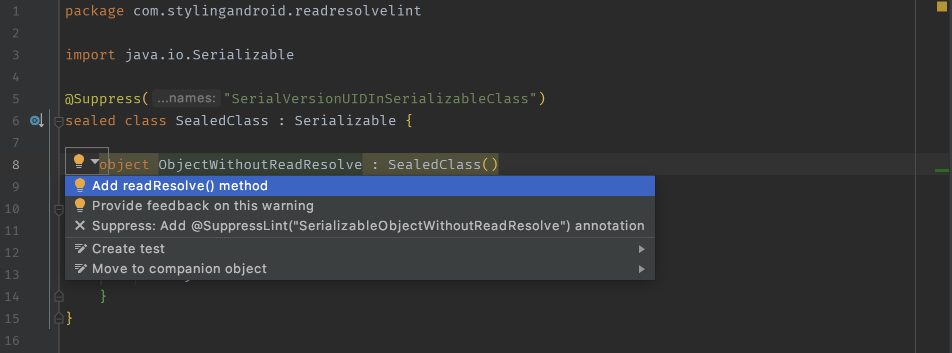 1 package com.stylingandroid.readresolvelint
2
3 import java.io.Serializable
4
5 @Suppress( ...names: "SerialVersionUIDInSerializableClass")
6 sealed class SealedClass : Serializable {
7
8 object ObjectWithoutReadResolve : SealedClass()
9 Add readResolve() method
10 Provide feedback on this warning
11 Suppress: Add @SuppressLint("SerializableObjectWithoutReadResolve") annotation
12 Create test
13 Move to companion object
14 }
15 }
16